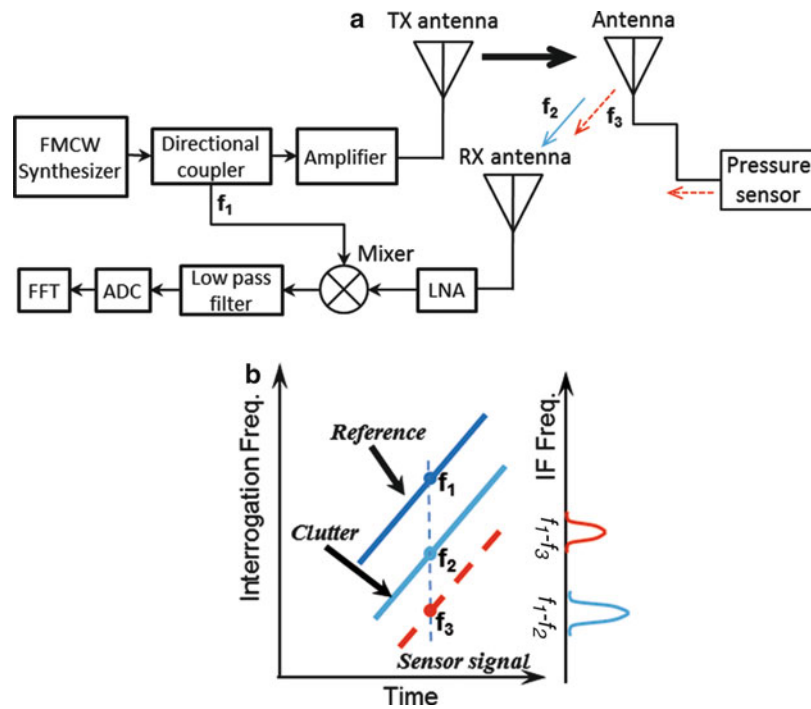 a
TX antenna
Antenna
f2
f3
FMCW
Synthesizer
Directional
coupler
Amplifier
RX antenna
Pressure
sensor
f1
Mixer
FFT
ADC
Low pass
filter
LNA
b
Interrogation Freq.
Reference
f1
Clutter
f2
f3
Sensor signal
Time
IF Freq.
f1-f3
f1-f2